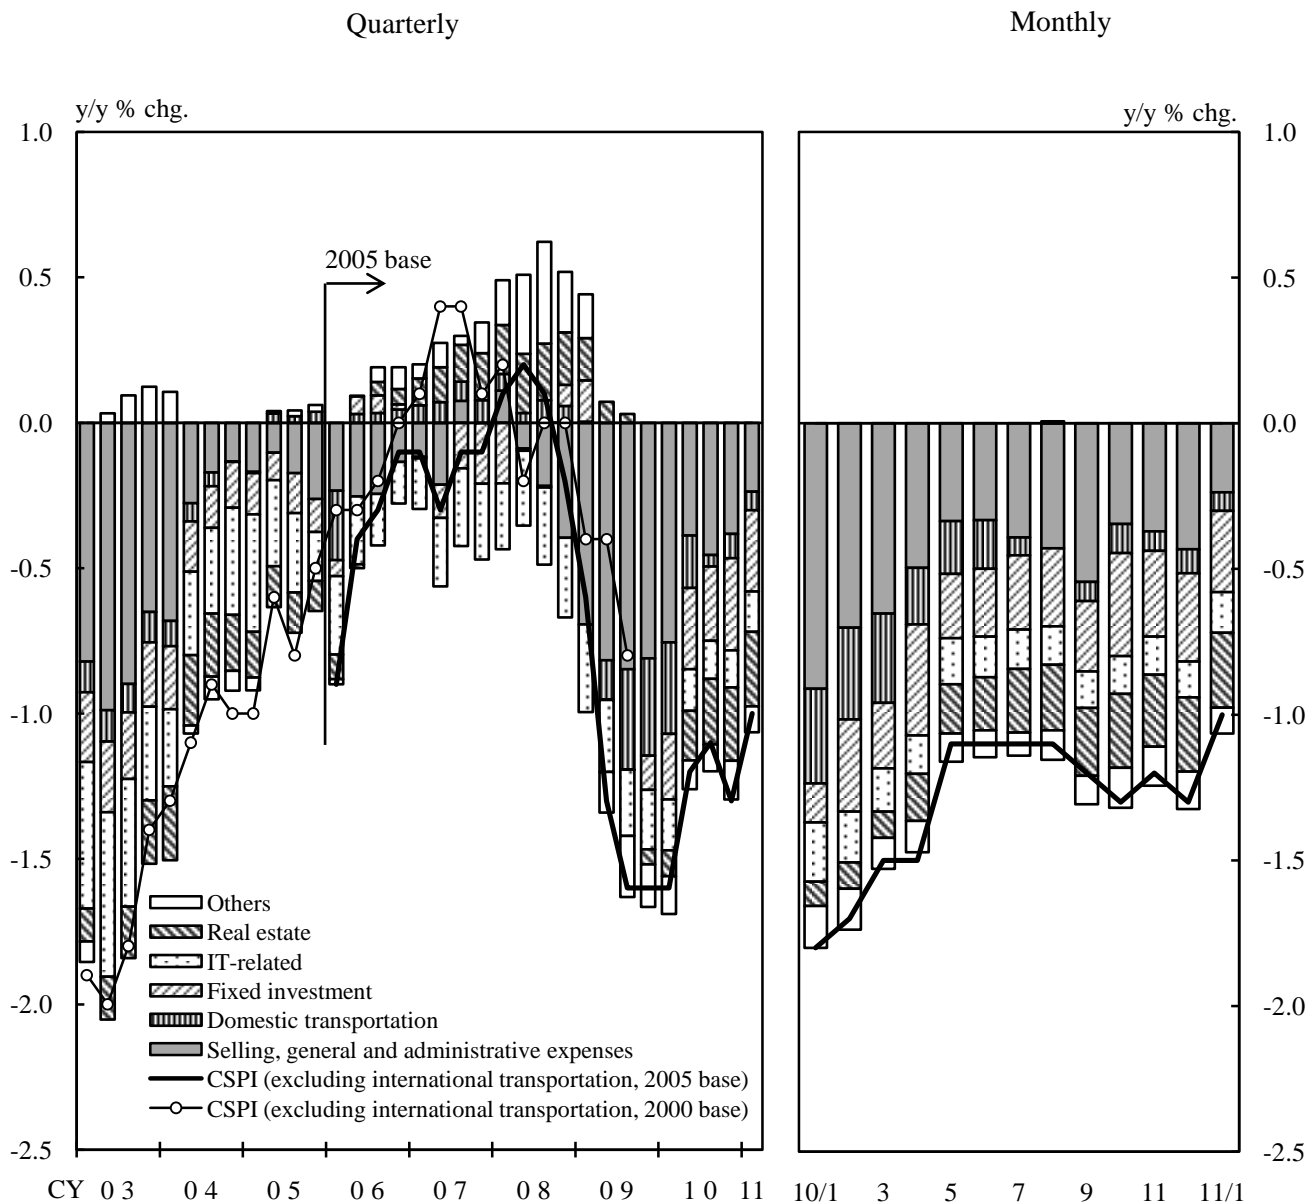 Quarterly
Monthly
y/y % chg.
y/y % chg.
1.0
0.5
0.0
-0.5
-1.0
-1.5
-2.0
-2.5
1.0
0.5
0.0
-0.5
-1.0
-1.5
-2.0
-2.5
2005 base
Others
Real estate
IT-related
Fixed investment
Domestic transportation
Selling, general and administrative expenses
CSPI (excluding international transportation, 2005 base)
CSPI (excluding international transportation, 2000 base)
CY 03 04 05 06 07 08 09 10 11
10/1 3 5 7 9 11 11/1